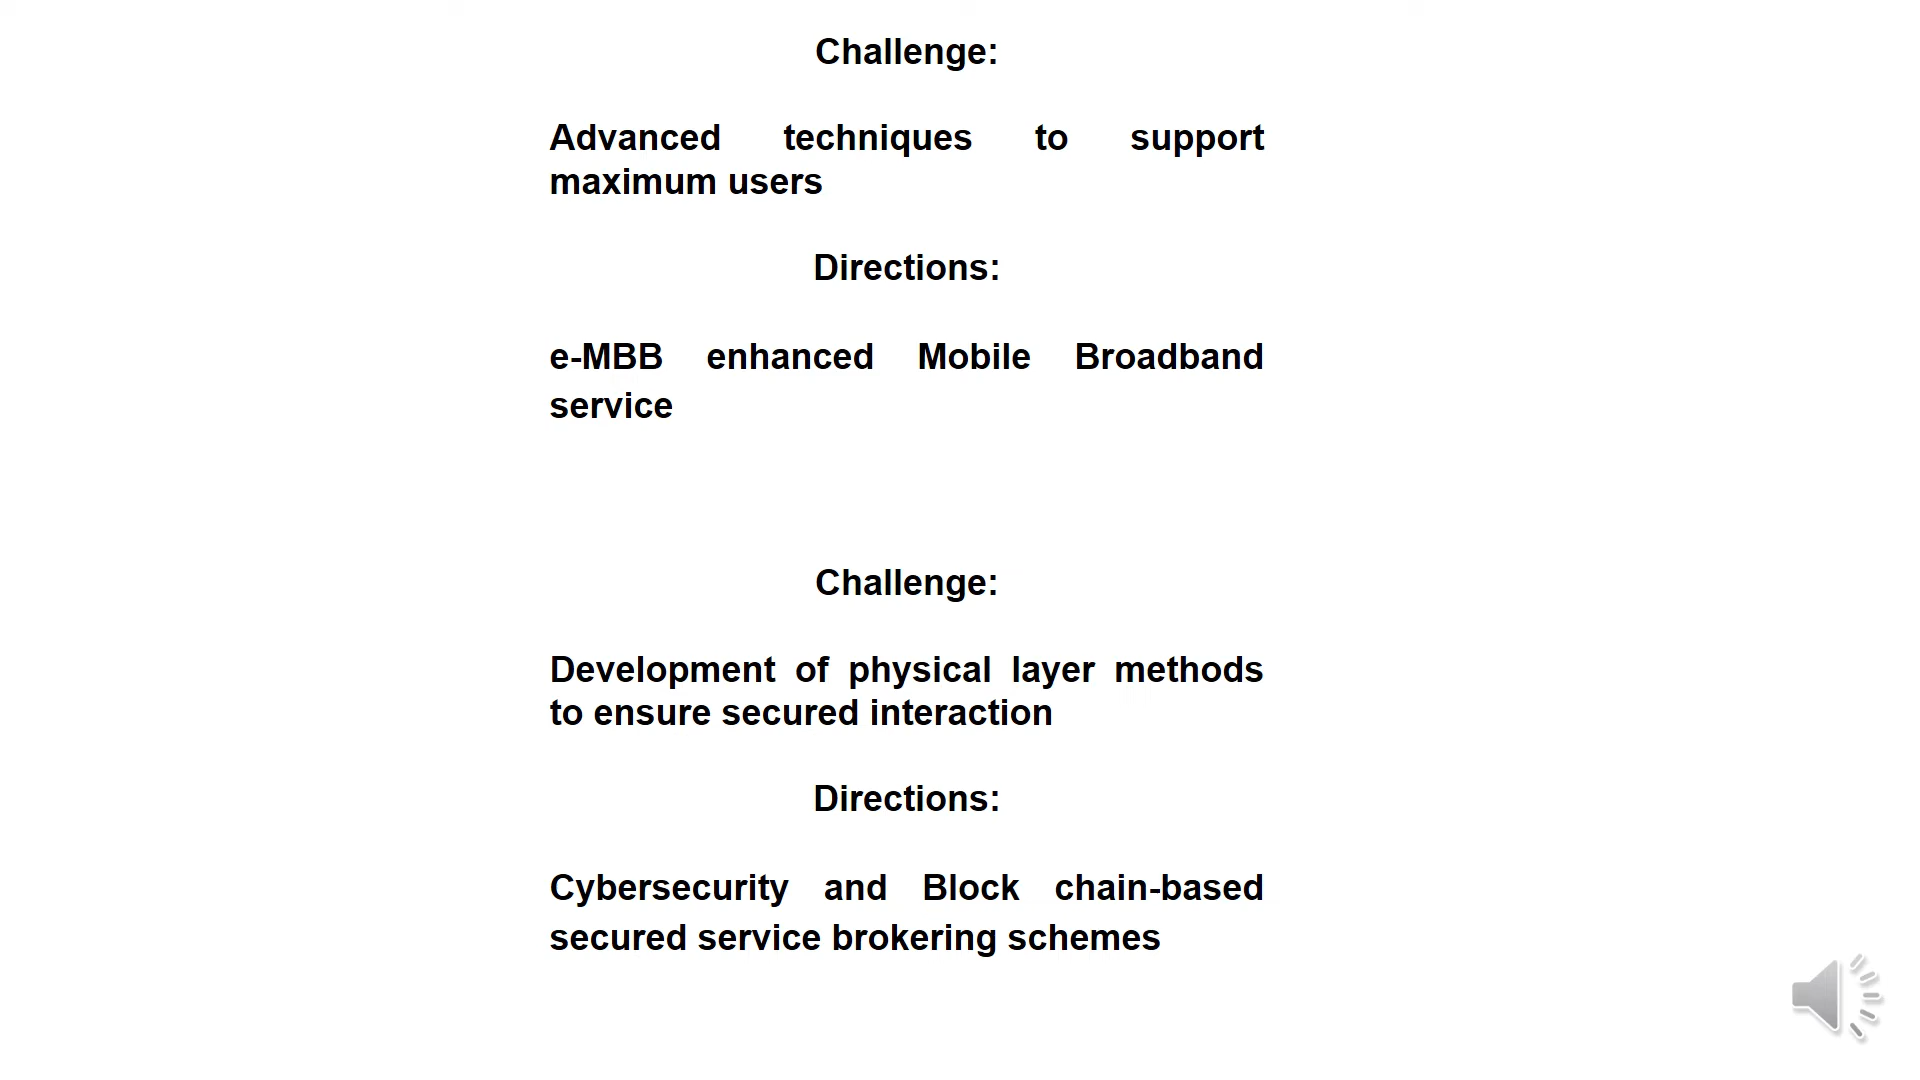 Challenge:
Advanced techniques to support
maximum users
Directions:
e-MBB enhanced Mobile Broadband
service
Challenge:
Development of physical layer methods
to ensure secured interaction
Directions:
Cybersecurity and Block chain-based
secured service brokering schemes